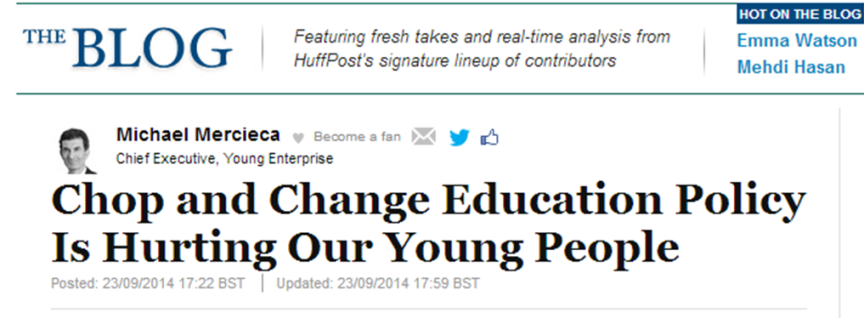 THE BLOG
Featuring fresh takes and real-time analysis from
HuffPost's signature lineup of contributors
HOT ON THE BLOG
Emma Watson
Mehdi Hasan
Michael Mercieca Become a fan
Chief Executive, Young Enterprise
Chop and Change Education Policy
Is Hurting Our Young People
Posted: 23/09/2014 17:22 BST | Updated: 23/09/2014 17:59 BST